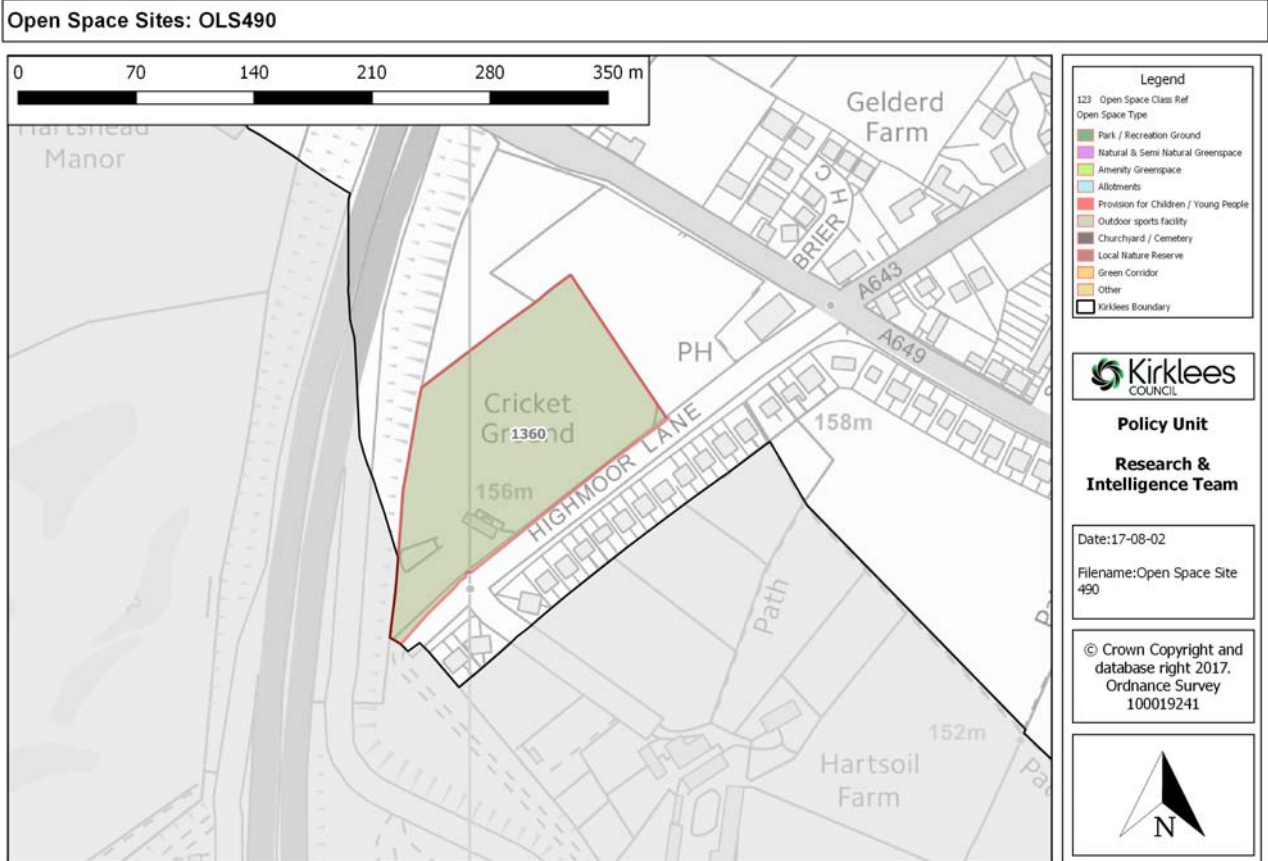 Open Space Sites: OLS490
0 70 140 210 280 350 m
Hartshead
Manor
Gelderd
Farm
BRIER
A643
A649
PH
Cricket
Ground
1360
156m
HIGHMOOR LANE
158m
Path
152m
Hartsoil
Farm
Legend
123 Open Space Class Ref
Open Space Type
Park / Recreation Ground
Natural & Semi Natural Greenspace
Amenity Greenspace
Allotments
Provision for Children / Young People
Outdoor sports facility
Churchyard / Cemetery
Local Nature Reserve
Green Corridor
Other
Kirklees Boundary
Kirklees
COUNCIL
Policy Unit
Research &
Intelligence Team
Date:17-08-02
Filename:Open Space Site
490
© Crown Copyright and
database right 2017.
Ordnance Survey
100019241
N